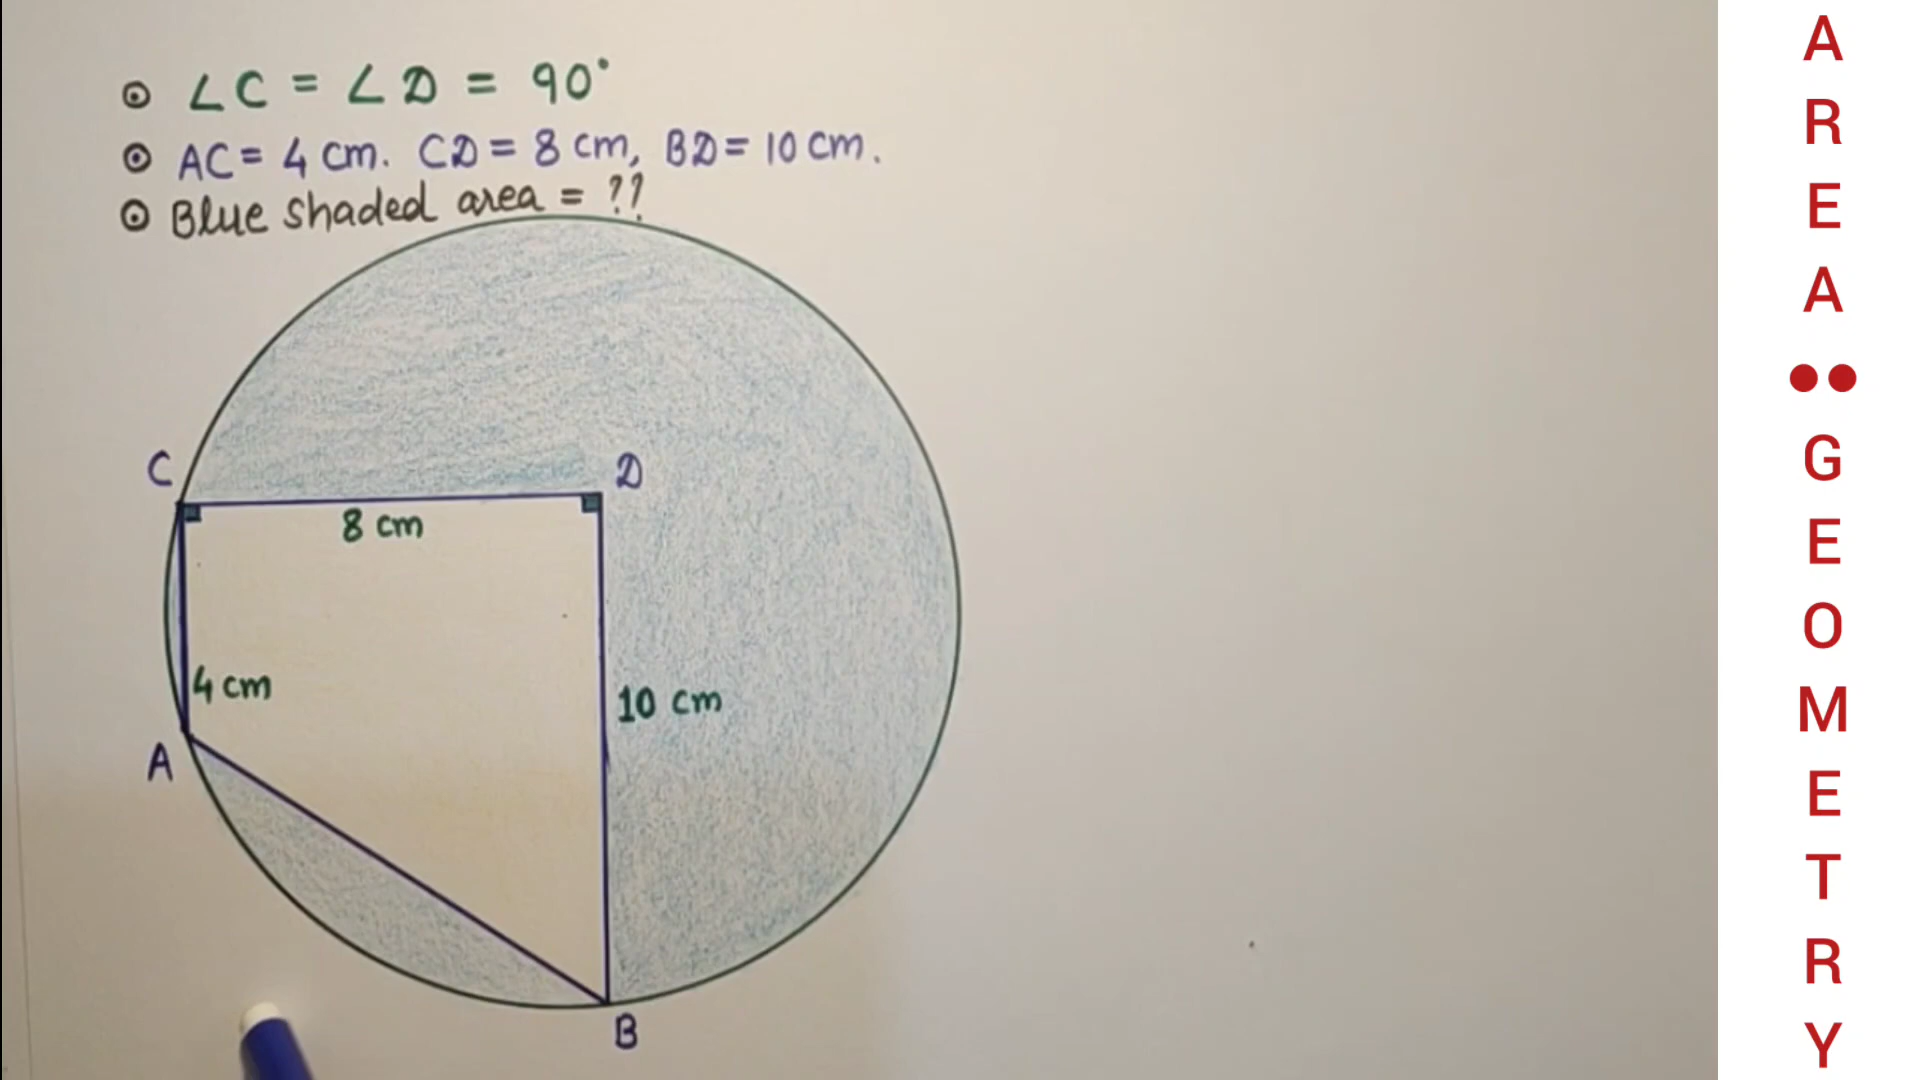 ⊙ ∠C = ∠D = 90°
⊙ AC = 4 cm. CD = 8 cm, BD = 10 cm.
⊙ Blue shaded area = ??
C
D
8 cm
4 cm
10 cm
A
B
A
R
E
A
••
G
E
O
M
E
T
R
Y